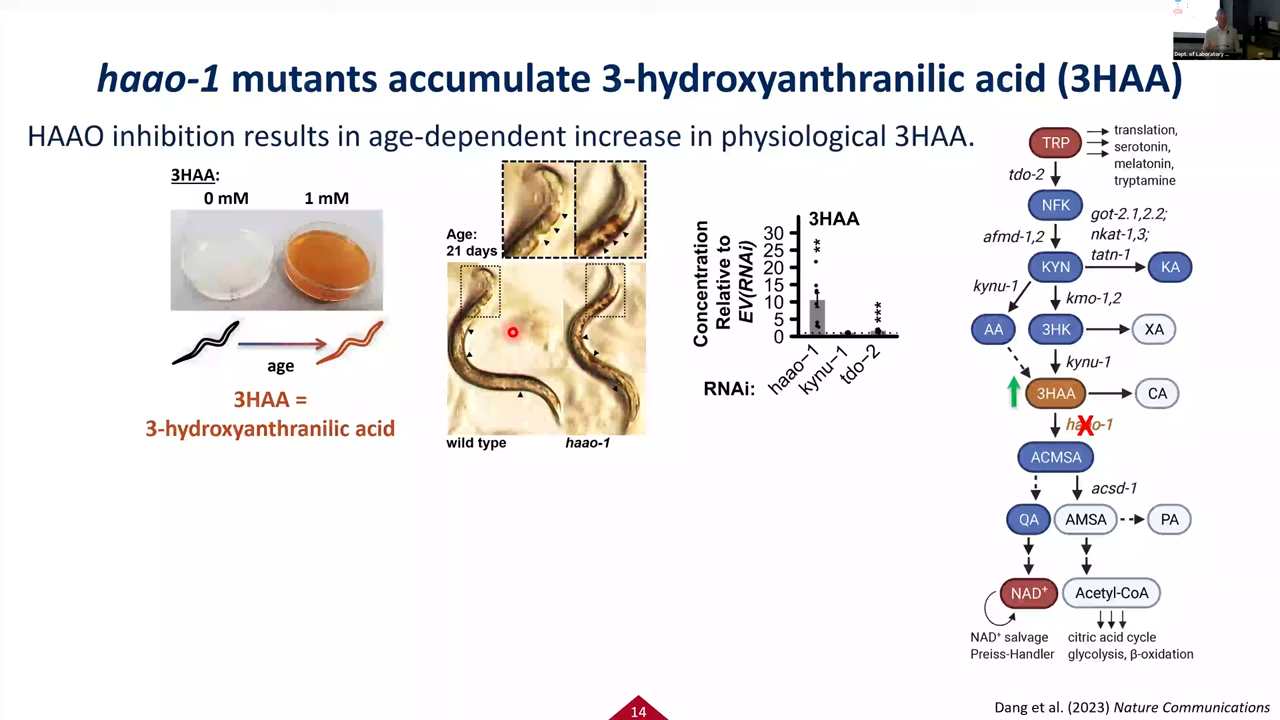 Dept. of Laboratory ...
haao-1 mutants accumulate 3-hydroxyanthranilic acid (3HAA)
HAAO inhibition results in age-dependent increase in physiological 3HAA.
3HAA:
0 mM 1 mM
age
3HAA =
3-hydroxyanthranilic acid
Age:
21 days
wild type haao-1
3HAA
Concentration
Relative to
EV(RNAi)
30
25
20
15
10
5
0
**
***
RNAi:
haao-1
kynu-1
tdo-2
TRP
translation,
serotonin,
melatonin,
tryptamine
tdo-2
NFK
afmd-1,2
got-2.1,2.2;
nkat-1,3;
tatn-1
KYN KA
kynu-1 kmo-1,2
AA 3HK XA
kynu-1
3HAA CA
haao-1
X
ACMSA
acsd-1
QA AMSA PA
NAD+ Acetyl-CoA
NAD+ salvage
Preiss-Handler
citric acid cycle
glycolysis, β-oxidation
14
Dang et al. (2023) Nature Communications